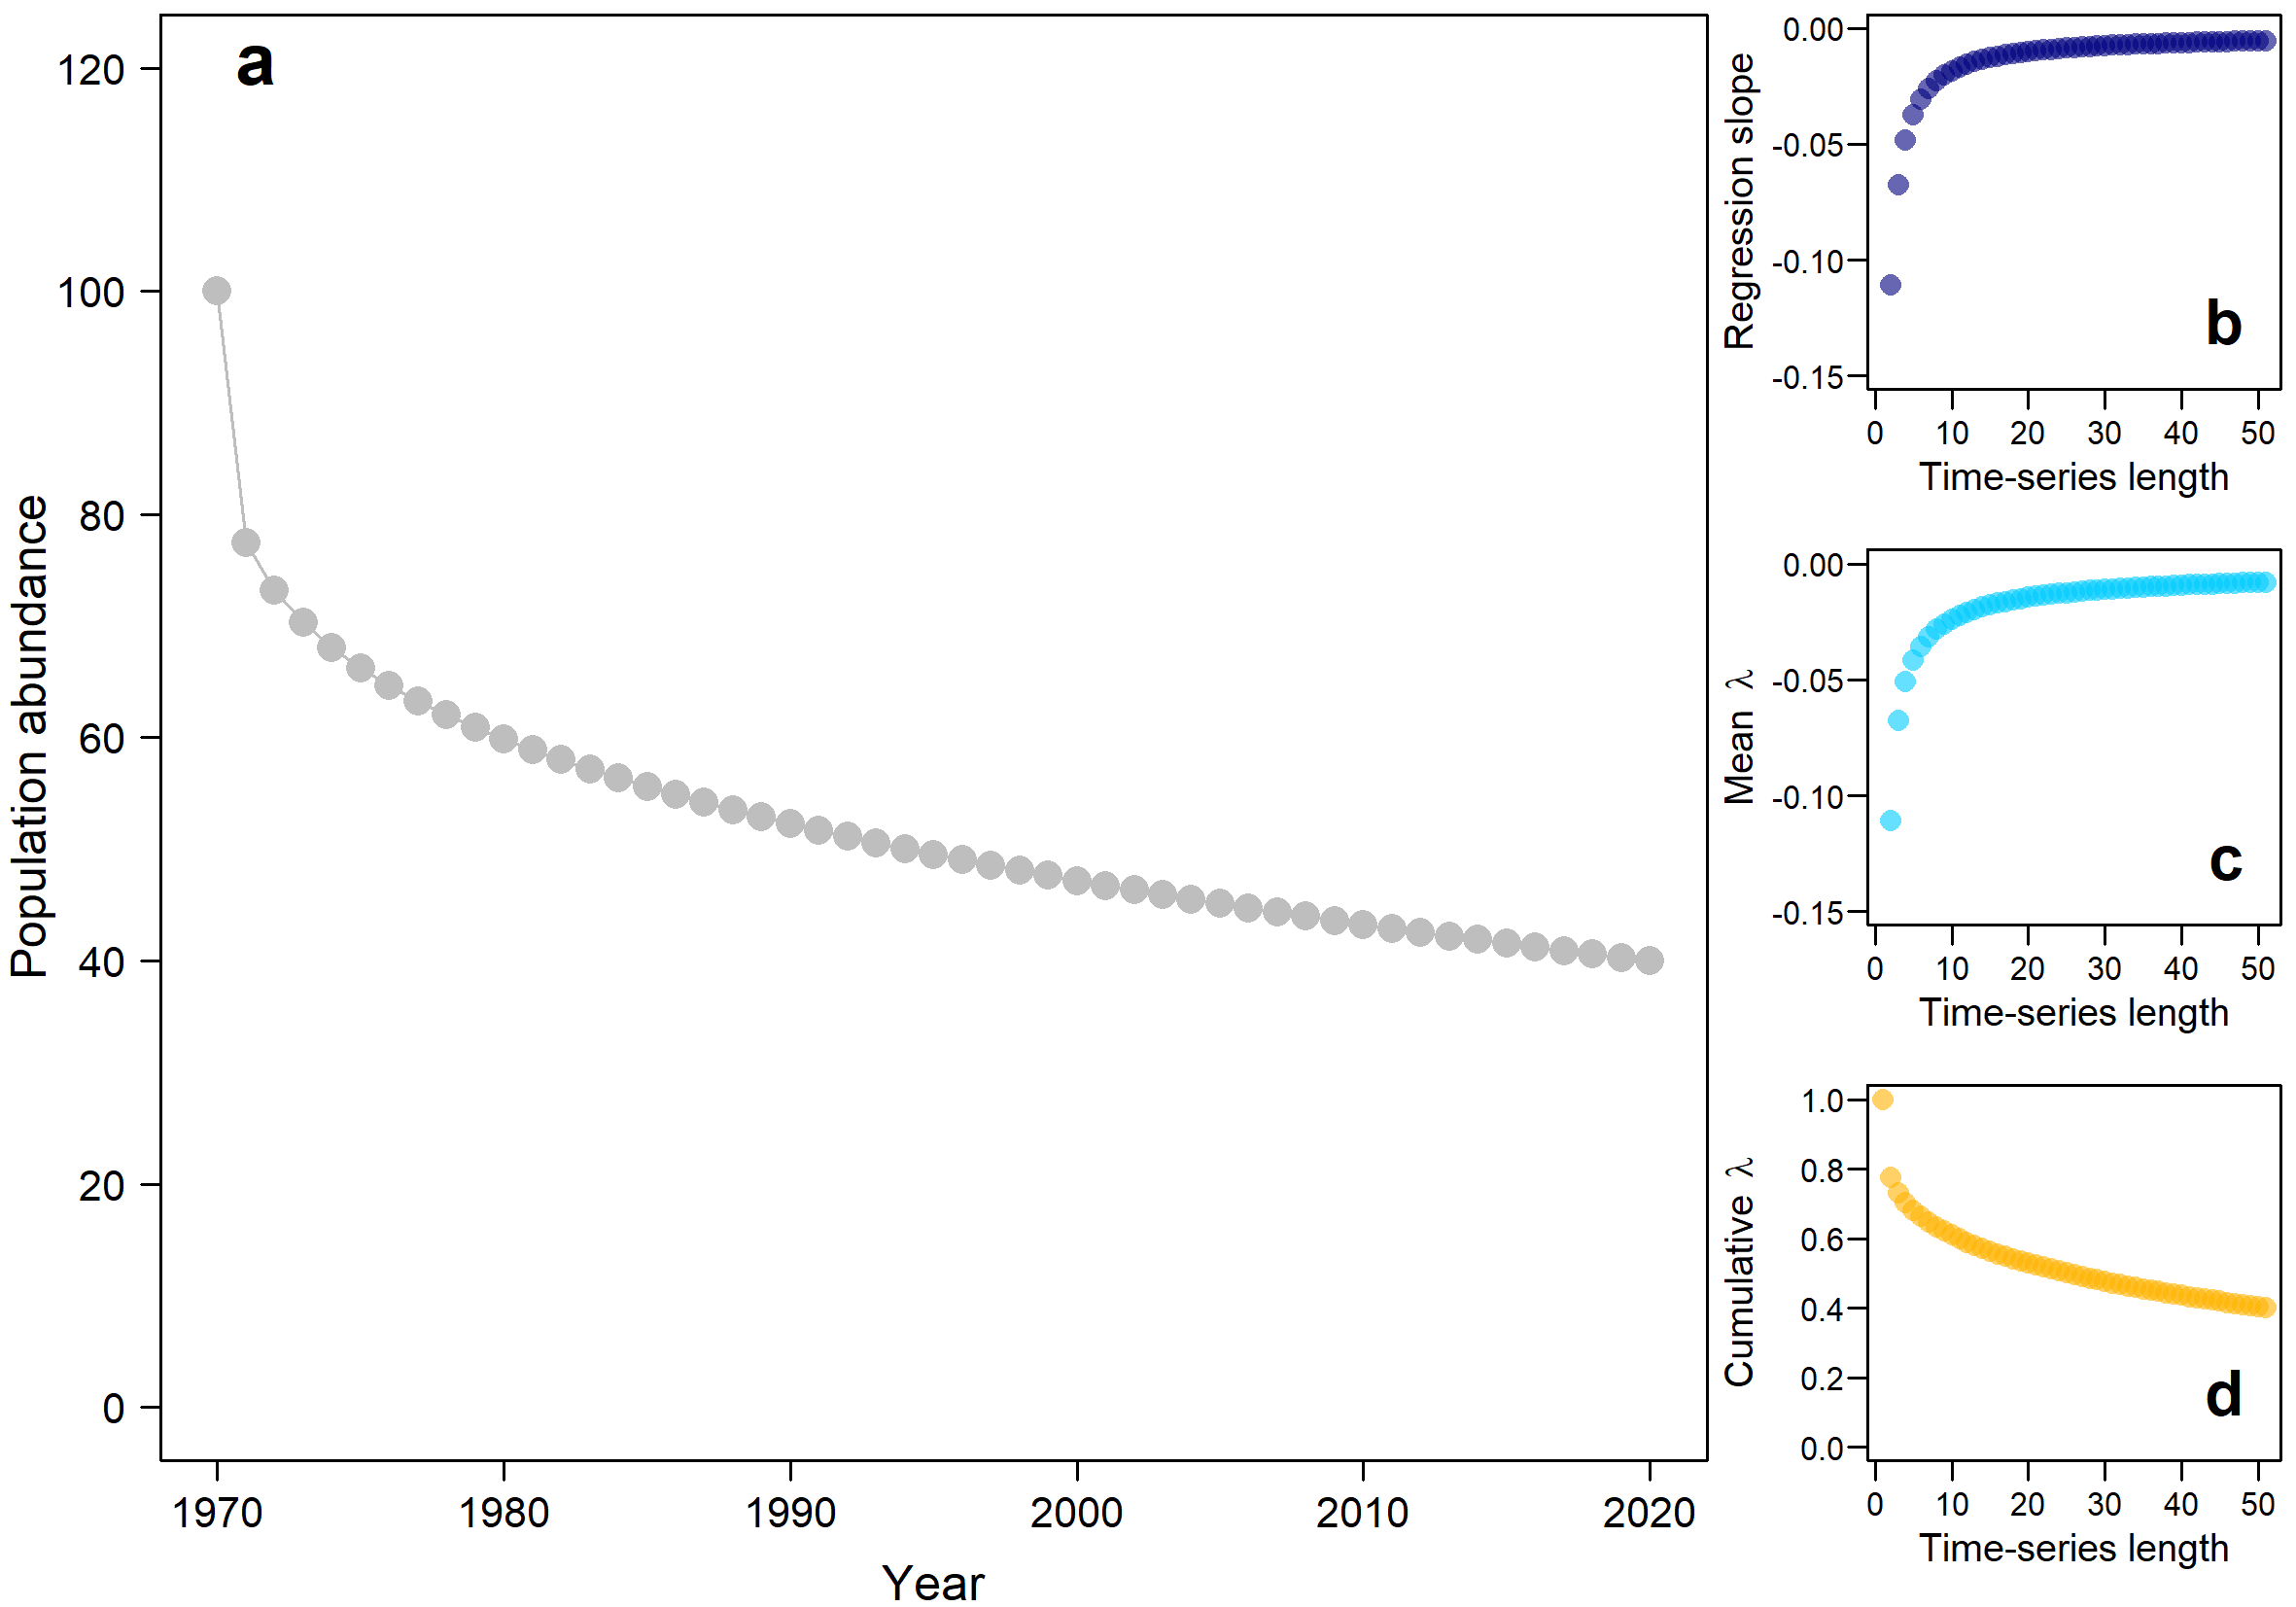 a
120
100
80
60
40
20
0
Population abundance
1970 1980 1990 2000 2010 2020
Year
0.00
-0.05
-0.10
-0.15
Regression slope
b
0 10 20 30 40 50
Time-series length
0.00
-0.05
-0.10
-0.15
Mean λ
c
0 10 20 30 40 50
Time-series length
1.0
0.8
0.6
0.4
0.2
0.0
Cumulative λ
d
0 10 20 30 40 50
Time-series length